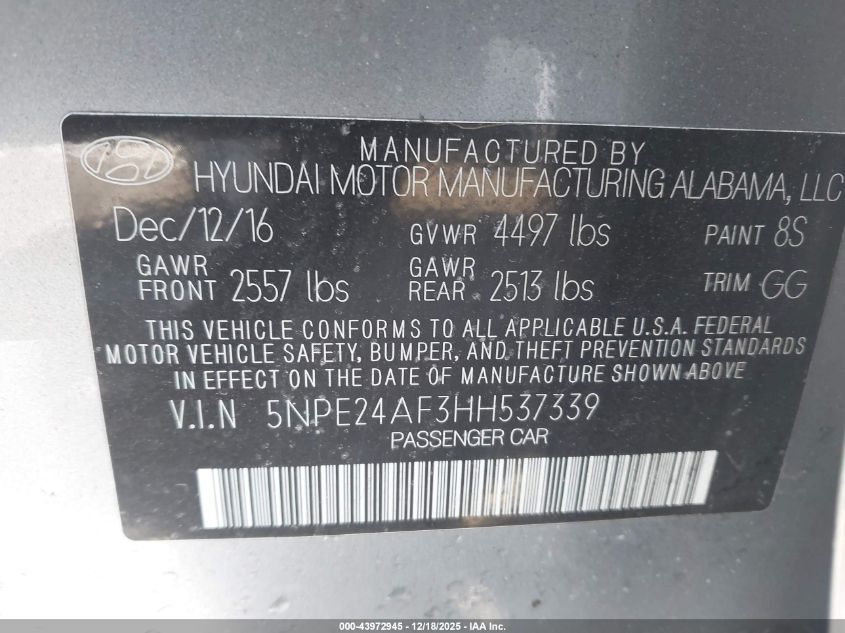 MANUFACTURED BY
HYUNDAI MOTOR MANUFACTURING ALABAMA, LLC
Dec/12/16 GVWR 4497 lbs PAINT 8S
GAWR FRONT 2557 lbs GAWR REAR 2513 lbs TRIM GG
THIS VEHICLE CONFORMS TO ALL APPLICABLE U.S.A. FEDERAL
MOTOR VEHICLE SAFETY, BUMPER, AND THEFT PREVENTION STANDARDS
IN EFFECT ON THE DATE OF MANUFACTURE SHOWN ABOVE
V.I.N 5NPE24AF3HH537339
PASSENGER CAR
000-43972945 - 12/18/2025 - IAA Inc.